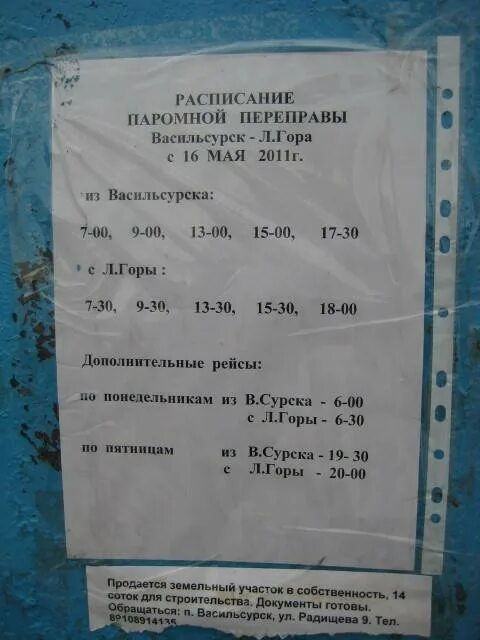 РАСПИСАНИЕ
ПАРОМНОЙ ПЕРЕПРАВЫ
Васильсурск - Л.Гора
с 16 МАЯ 2011г.
из Васильсурска:
7-00, 9-00, 13-00, 15-00, 17-30
с Л.Горы :
7-30, 9-30, 13-30, 15-30, 18-00
Дополнительные рейсы:
по понедельникам из В.Сурска - 6-00
с Л.Горы - 6-30
по пятницам из В.Сурска - 19- 30
с Л.Горы - 20-00
Продается земельный участок в собственность, 14
соток для строительства. Документы готовы.
Обращаться: п. Васильсурск, ул. Радищева 9. Тел.
89108914135